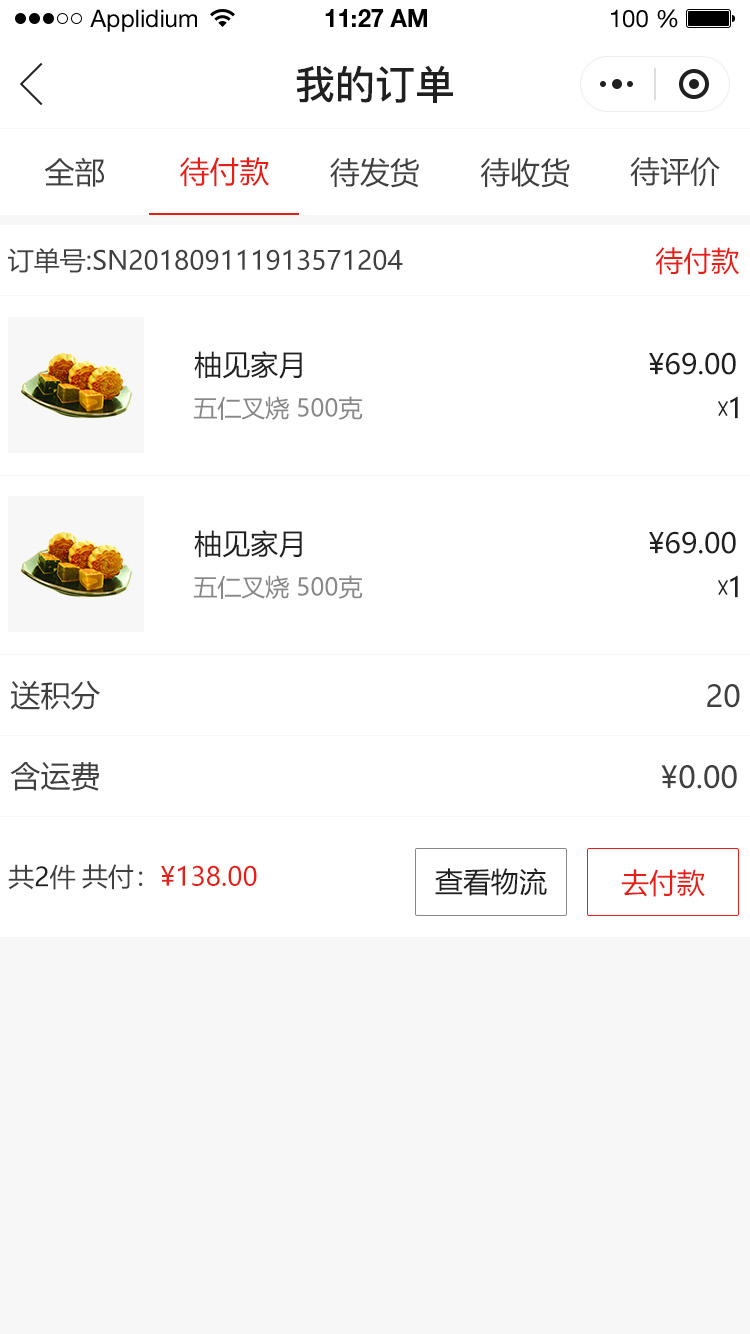 Applidium 11:27 AM 100 %
我的订单
全部 待付款 待发货 待收货 待评价
订单号:SN201809111913571204 待付款
柚见家月 ¥69.00
五仁叉烧 500克 x1
柚见家月 ¥69.00
五仁叉烧 500克 x1
送积分 20
含运费 ¥0.00
共2件 共付：¥138.00 查看物流 去付款